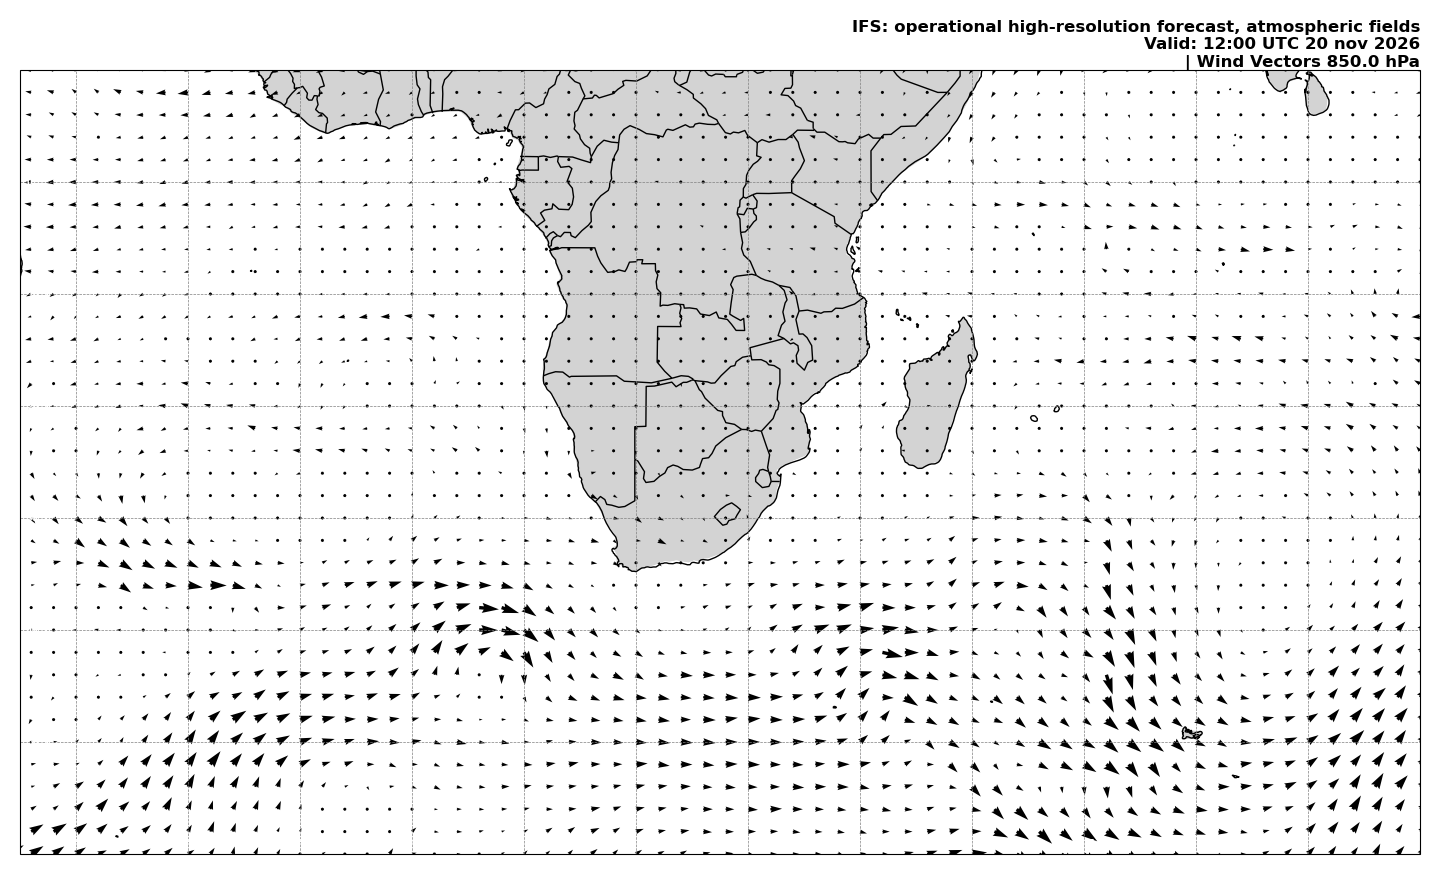 IFS: operational high-resolution forecast, atmospheric fields
Valid: 12:00 UTC 20 nov 2026
| Wind Vectors 850.0 hPa